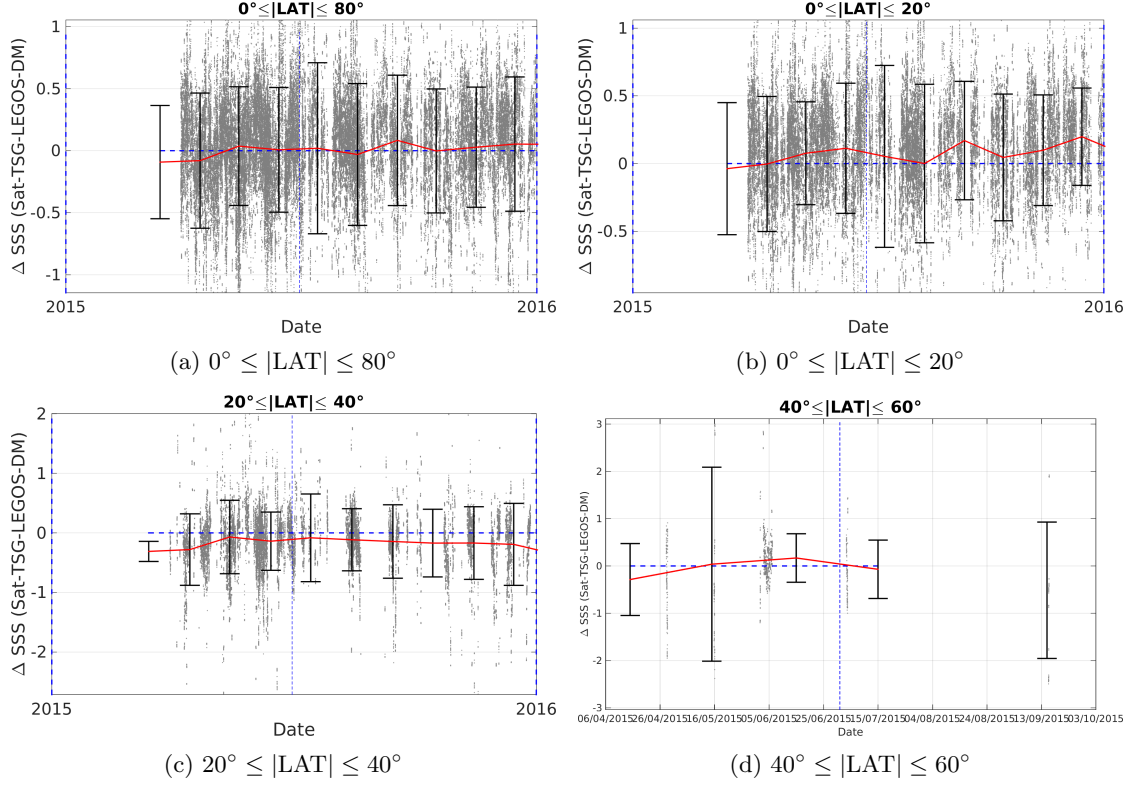 0°≤|LAT|≤ 80°
Δ SSS (Sat-TSG-LEGOS-DM)
1
0.5
0
-0.5
-1
2015
2016
Date
(a) 0° ≤ |LAT| ≤ 80°
0°≤|LAT|≤ 20°
Δ SSS (Sat-TSG-LEGOS-DM)
1
0.5
0
-0.5
2015
2016
Date
(b) 0° ≤ |LAT| ≤ 20°
20°≤|LAT|≤ 40°
Δ SSS (Sat-TSG-LEGOS-DM)
2
1
0
-1
-2
2015
2016
Date
(c) 20° ≤ |LAT| ≤ 40°
40°≤|LAT|≤ 60°
Δ SSS (Sat-TSG-LEGOS-DM)
3
2
1
0
-1
-2
-3
06/04/2015 26/04/2015 16/05/2015 05/06/2015 25/06/2015 15/07/2015 04/08/2015 24/08/2015 13/09/2015 03/10/2015
Date
(d) 40° ≤ |LAT| ≤ 60°